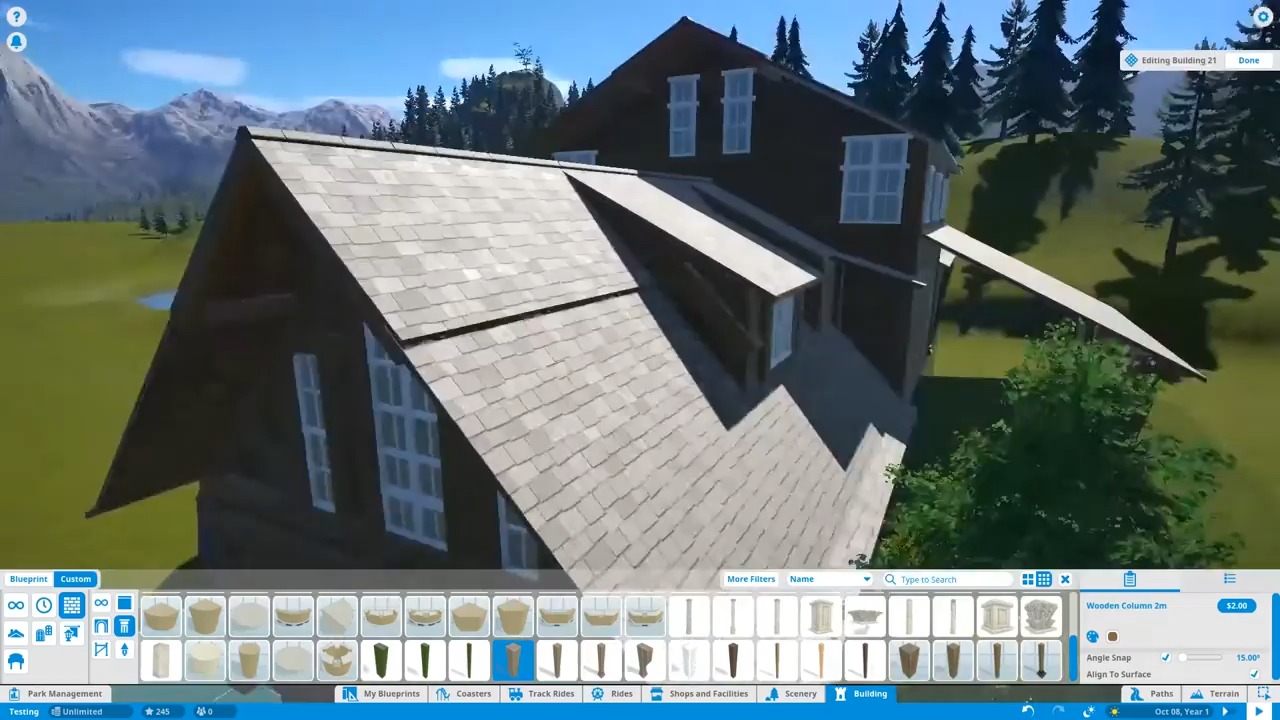 ?
Editing Building 21 Done
Blueprint Custom More Filters Name Type to Search
Wooden Column 2m $2.00
Angle Snap 15.00°
Align To Surface
Park Management My Blueprints Coasters Track Rides Rides Shops and Facilities Scenery Building Paths Terrain
Testing Unlimited 245 0 Oct 08, Year 1